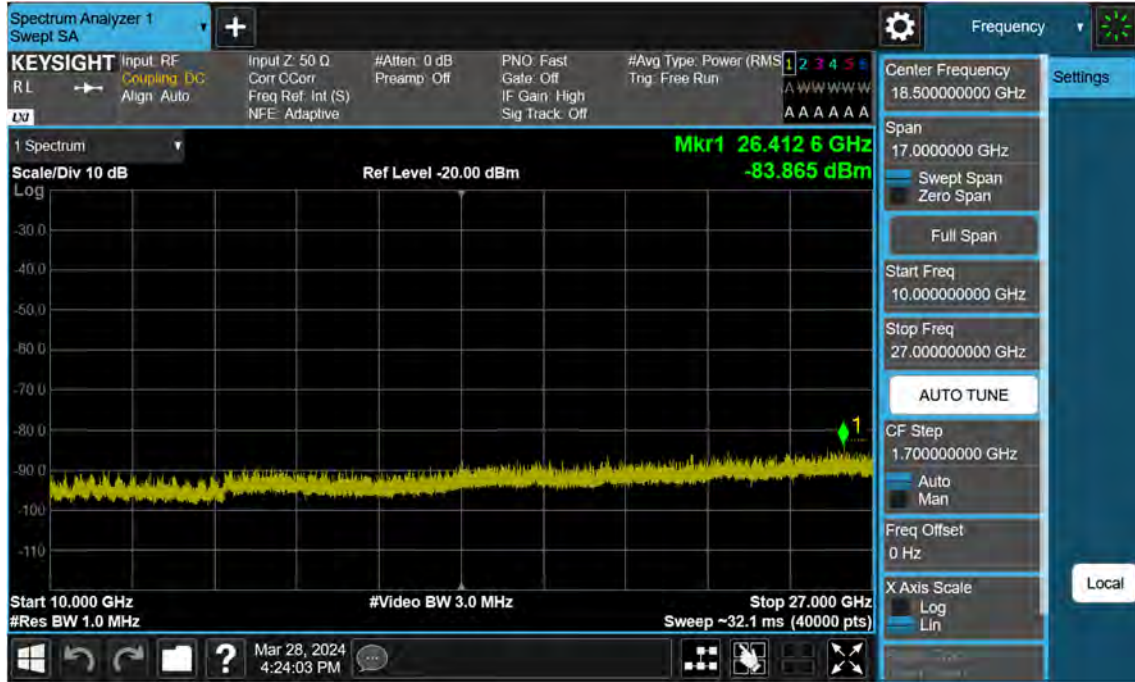 Spectrum Analyzer 1
Swept SA
+
Frequency
KEYSIGHT
RL
LXI
Input: RF
Coupling: DC
Align: Auto
Input Z: 50 Ω
Corr CCorr
Freq Ref: Int (S)
NFE: Adaptive
#Atten: 0 dB
Preamp: Off
PNO: Fast
Gate: Off
IF Gain: High
Sig Track: Off
#Avg Type: Power (RMS
Trig: Free Run
1 2 3 4 5 6
A W W W W W
A A A A A A
1 Spectrum
Scale/Div 10 dB
Ref Level -20.00 dBm
Mkr1 26.412 6 GHz
-83.865 dBm
Log
-30.0
-40.0
-50.0
-60.0
-70.0
-80.0
-90.0
-100
-110
1
Start 10.000 GHz
#Res BW 1.0 MHz
#Video BW 3.0 MHz
Stop 27.000 GHz
Sweep ~32.1 ms (40000 pts)
Center Frequency
18.500000000 GHz
Span
17.0000000 GHz
Swept Span
Zero Span
Full Span
Start Freq
10.000000000 GHz
Stop Freq
27.000000000 GHz
AUTO TUNE
CF Step
1.700000000 GHz
Auto
Man
Freq Offset
0 Hz
X Axis Scale
Log
Lin
Settings
Local
?
Mar 28, 2024
4:24:03 PM